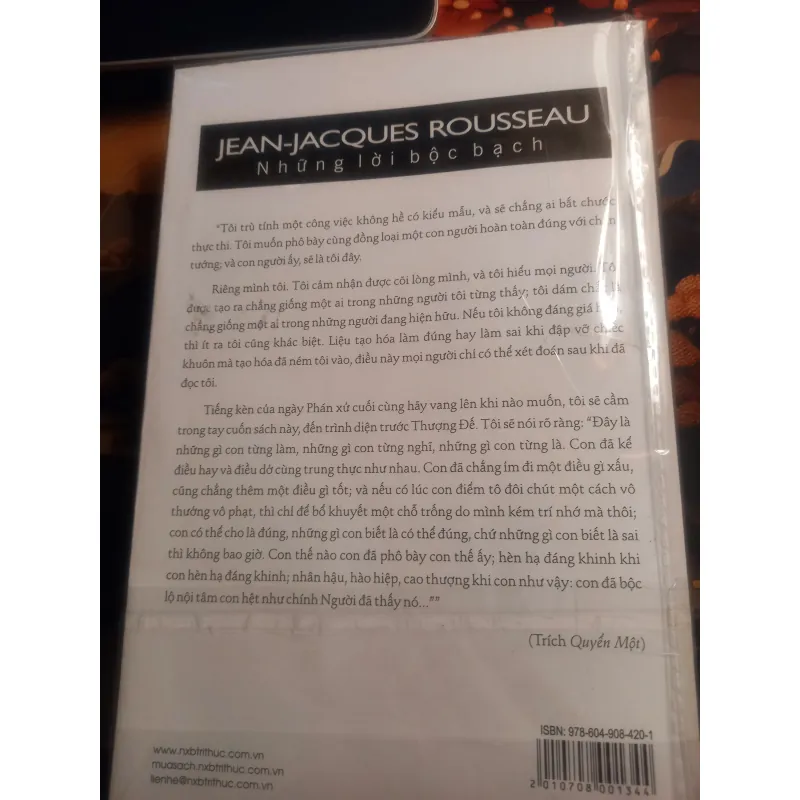 JEAN-JACQUES ROUSSEAU
Những lời bộc bạch
"Tôi trù tính một công việc không hề có kiểu mẫu, và sẽ chẳng ai bắt chước
thực thi. Tôi muốn phô bày cùng đồng loại một con người hoàn toàn đúng với chân
tướng; và con người ấy, sẽ là tôi đây.
Riêng mình tôi. Tôi cảm nhận được cõi lòng mình, và tôi hiểu mọi người. Tôi
được tạo ra chẳng giống một ai trong những người tôi từng thấy; tôi dám chắc là
chẳng giống một ai trong những người đang hiện hữu. Nếu tôi không đáng giá
thì ít ra tôi cũng khác biệt. Liệu tạo hóa làm đúng hay làm sai khi đập vỡ chiếc
khuôn mà tạo hóa đã ném tôi vào, điều này mọi người chỉ có thể xét đoán sau khi đã
đọc tôi.
Tiếng kèn của ngày Phán xử cuối cùng hãy vang lên khi nào muốn, tôi sẽ cầm
trong tay cuốn sách này, đến trình diện trước Thượng Đế. Tôi sẽ nói rõ ràng: "Đây là
những gì con từng làm, những gì con từng nghĩ, những gì con từng là. Con đã kể
điều hay và điều dở cùng trung thực như nhau. Con đã chẳng ỉm đi một điều gì xấu,
cũng chẳng thêm một điều gì tốt; và nếu có lúc con điểm tô đôi chút một cách vô
thưởng vô phạt, thì chỉ để bổ khuyết một chỗ trống do mình kém trí nhớ mà thôi;
con có thể cho là đúng, những gì con biết là có thể đúng, chứ những gì con biết là sai
thì không bao giờ. Con thế nào con đã phô bày con thế ấy; hèn hạ đáng khinh khi
con hèn hạ đáng khinh; nhân hậu, hào hiệp, cao thượng khi con như vậy: con đã bộc
lộ nội tâm con hệt như chính Người đã thấy nó...""
(Trích Quyển Một)
ISBN: 978-604-908-420-1
www.nxbtrithuc.com.vn
muasach.nxbtrithuc.com.vn
lienhe@nxbtrithuc.com.vn
2010708001344